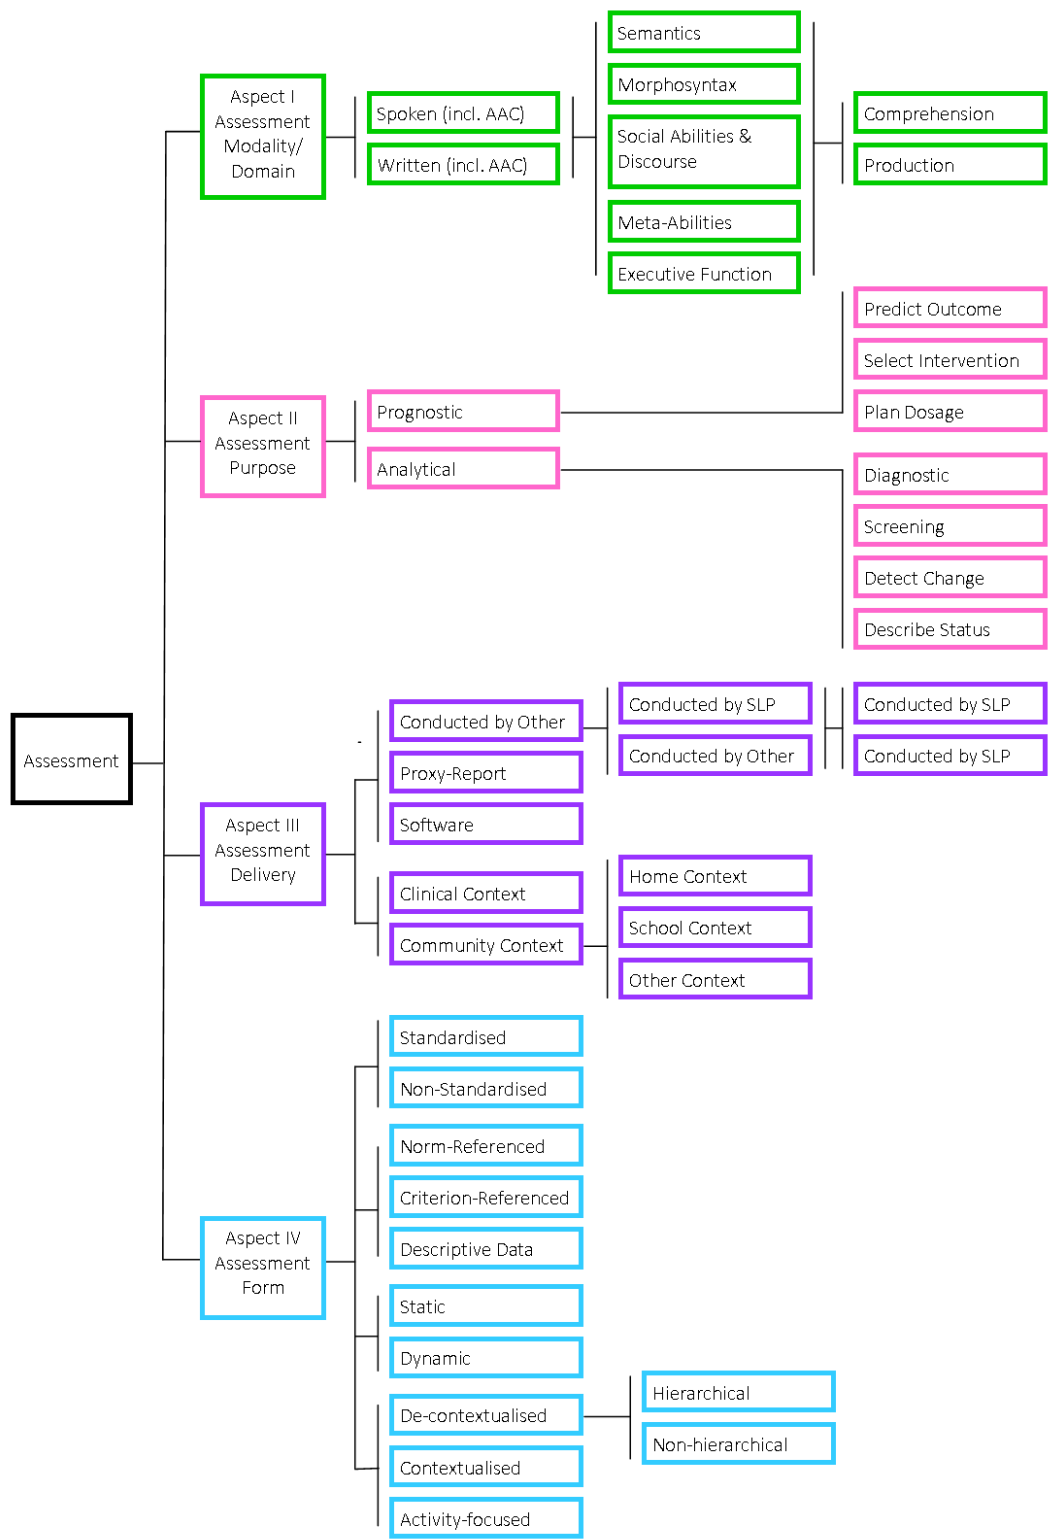 Assessment
Aspect I
Assessment
Modality/
Domain
Spoken (incl. AAC)
Written (incl. AAC)
Semantics
Morphosyntax
Social Abilities &
Discourse
Meta-Abilities
Executive Function
Comprehension
Production
Aspect II
Assessment
Purpose
Prognostic
Analytical
Predict Outcome
Select Intervention
Plan Dosage
Diagnostic
Screening
Detect Change
Describe Status
Aspect III
Assessment
Delivery
Conducted by Other
Proxy-Report
Software
Conducted by SLP
Conducted by Other
Conducted by SLP
Conducted by SLP
Clinical Context
Community Context
Home Context
School Context
Other Context
Aspect IV
Assessment
Form
Standardised
Non-Standardised
Norm-Referenced
Criterion-Referenced
Descriptive Data
Static
Dynamic
De-contextualised
Contextualised
Activity-focused
Hierarchical
Non-hierarchical